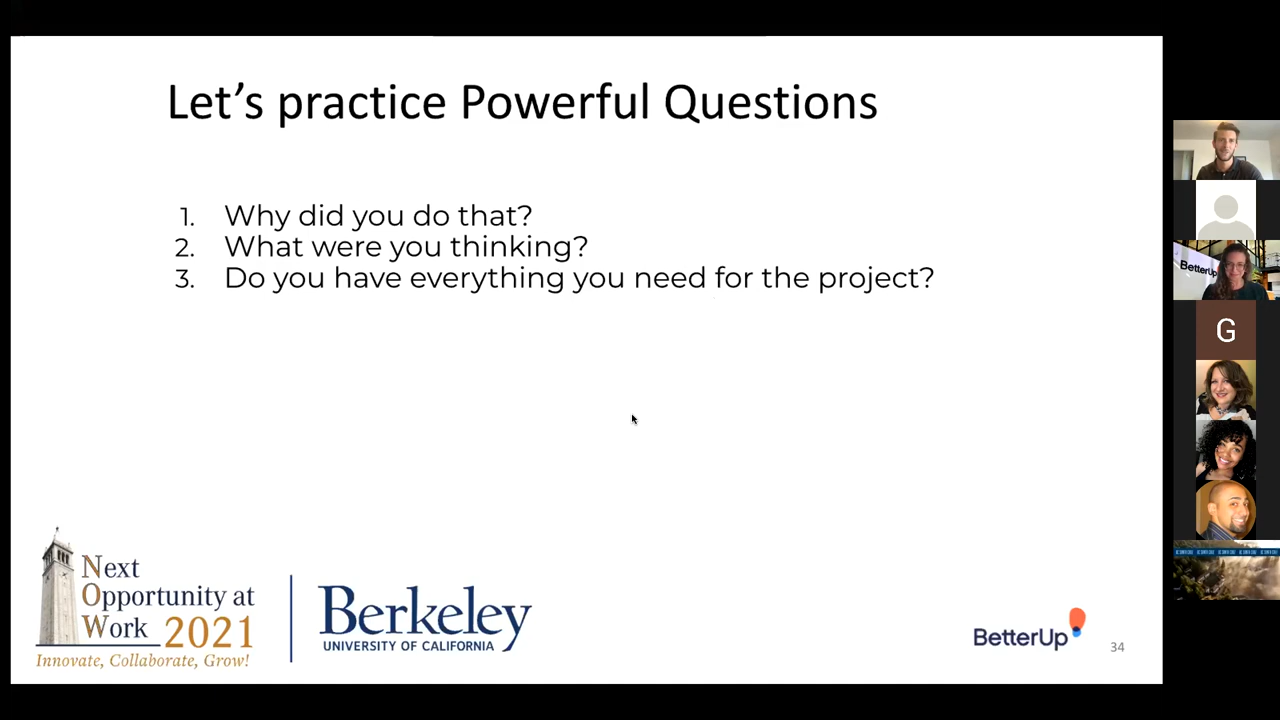 Let's practice Powerful Questions
1. Why did you do that?
2. What were you thinking?
3. Do you have everything you need for the project?
BetterUp
G
Next
Opportunity at
Work 2021
Innovate, Collaborate, Grow!
Berkeley
UNIVERSITY OF CALIFORNIA
BetterUp
34